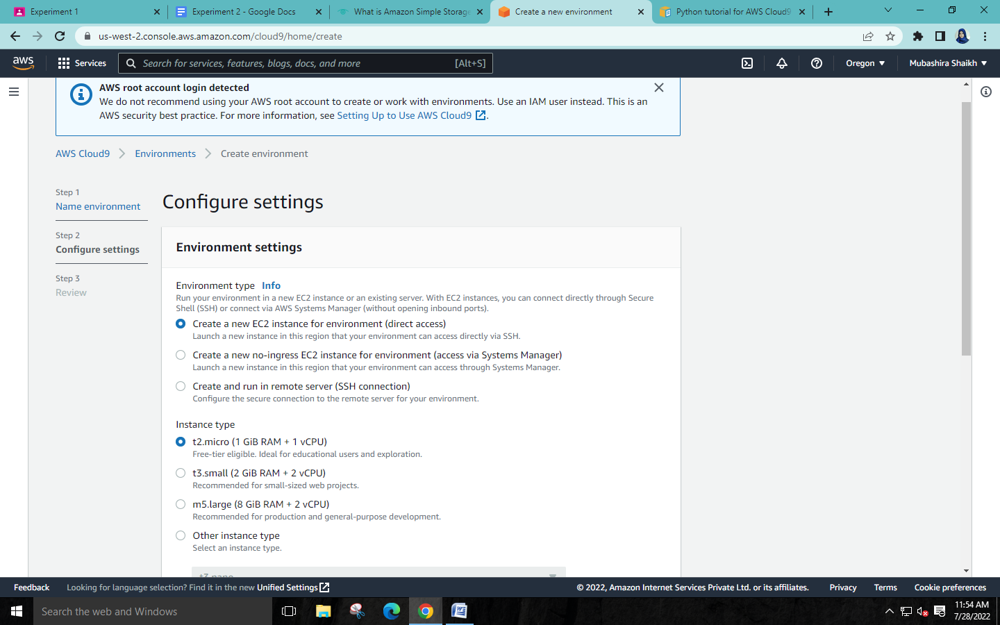 Experiment 1
Experiment 2 - Google Docs
What is Amazon Simple Storage
Create a new environment
Python tutorial for AWS Cloud9
us-west-2.console.aws.amazon.com/cloud9/home/create
aws
Services
Search for services, features, blogs, docs, and more
[Alt+S]
Oregon
Mubashira Shaikh
AWS root account login detected
We do not recommend using your AWS root account to create or work with environments. Use an IAM user instead. This is an
AWS security best practice. For more information, see Setting Up to Use AWS Cloud9 .
AWS Cloud9
Environments
Create environment
Step 1
Name environment
Step 2
Configure settings
Step 3
Review
Configure settings
Environment settings
Environment type Info
Run your environment in a new EC2 instance or an existing server. With EC2 instances, you can connect directly through Secure
Shell (SSH) or connect via AWS Systems Manager (without opening inbound ports).
Create a new EC2 instance for environment (direct access)
Launch a new instance in this region that your environment can access directly via SSH.
Create a new no-ingress EC2 instance for environment (access via Systems Manager)
Launch a new instance in this region that your environment can access through Systems Manager.
Create and run in remote server (SSH connection)
Configure the secure connection to the remote server for your environment.
Instance type
t2.micro (1 GiB RAM + 1 vCPU)
Free-tier eligible. Ideal for educational users and exploration.
t3.small (2 GiB RAM + 2 vCPU)
Recommended for small-sized web projects.
m5.large (8 GiB RAM + 2 vCPU)
Recommended for production and general-purpose development.
Other instance type
Select an instance type.
t3.nano
Feedback
Looking for language selection? Find it in the new Unified Settings
© 2022, Amazon Internet Services Private Ltd. or its affiliates.
Privacy
Terms
Cookie preferences
Search the web and Windows
11:54 AM
7/28/2022